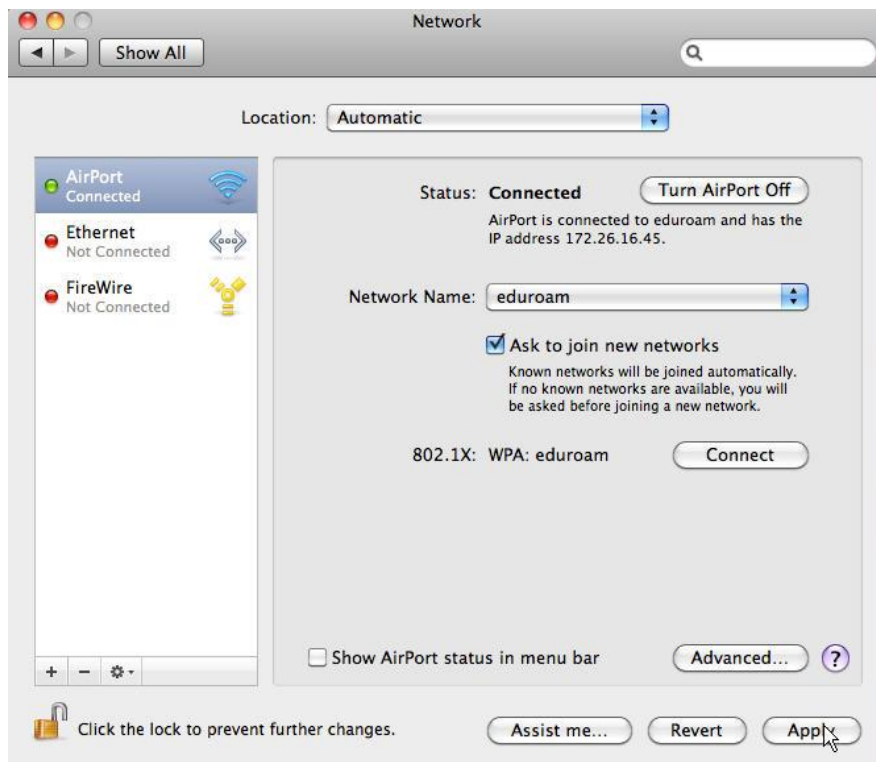 Network
Show All
Location: Automatic
AirPort
Connected
Ethernet
Not Connected
FireWire
Not Connected
Status: Connected Turn AirPort Off
AirPort is connected to eduroam and has the
IP address 172.26.16.45.
Network Name: eduroam
Ask to join new networks
Known networks will be joined automatically.
If no known networks are available, you will
be asked before joining a new network.
802.1X: WPA: eduroam Connect
Show AirPort status in menu bar Advanced... ?
+ −
Click the lock to prevent further changes. Assist me... Revert Apply